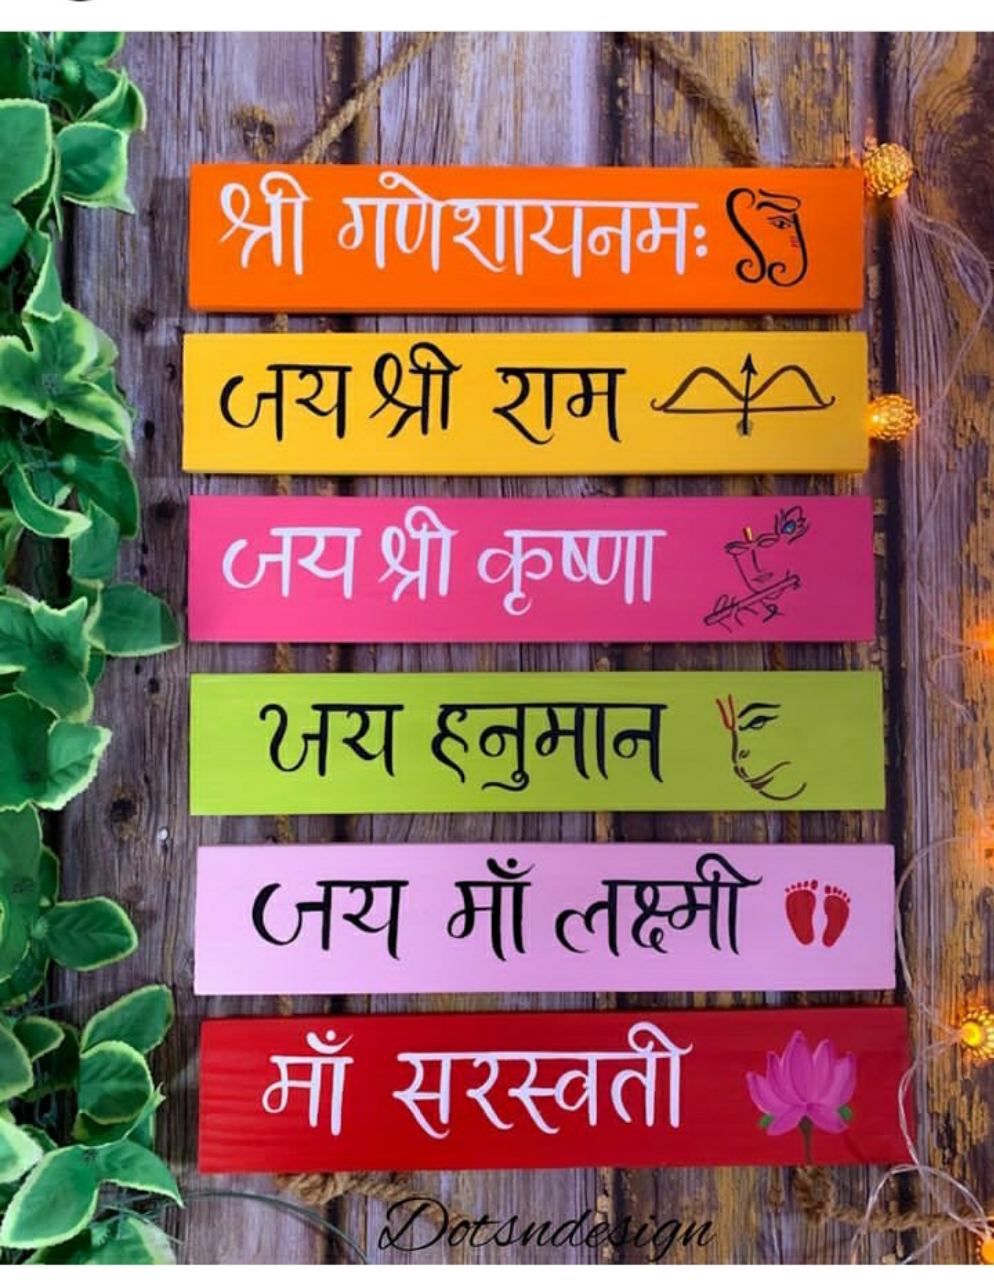 श्री गणेशायनमः
जय श्री राम
जय श्री कृष्णा
जय हनुमान
जय माँ लक्ष्मी
माँ सरस्वती
Dotsndesign